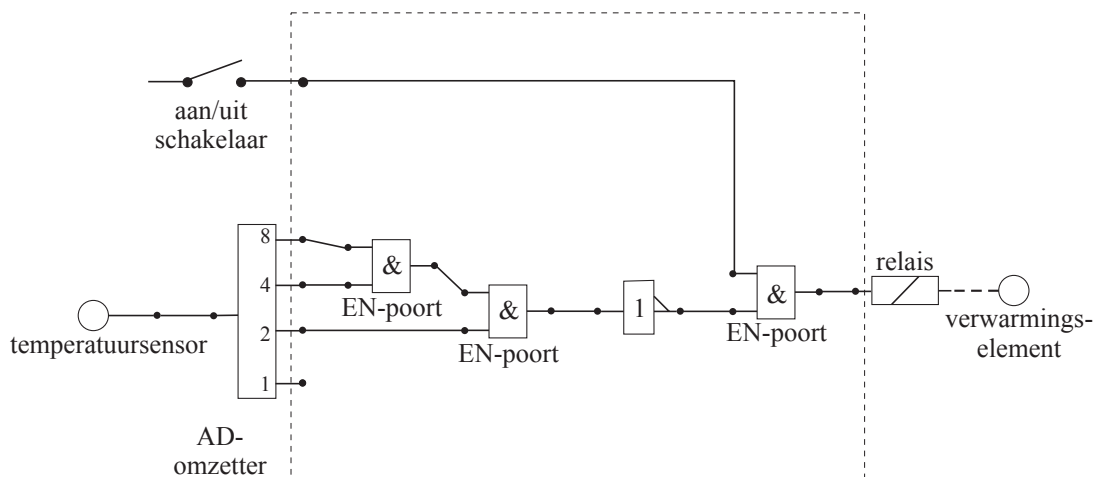 aan/uit
schakelaar
8
&
4
EN-poort
&
2
EN-poort
1
&
EN-poort
relais
temperatuursensor
verwarmings-
element
1
AD-
omzetter